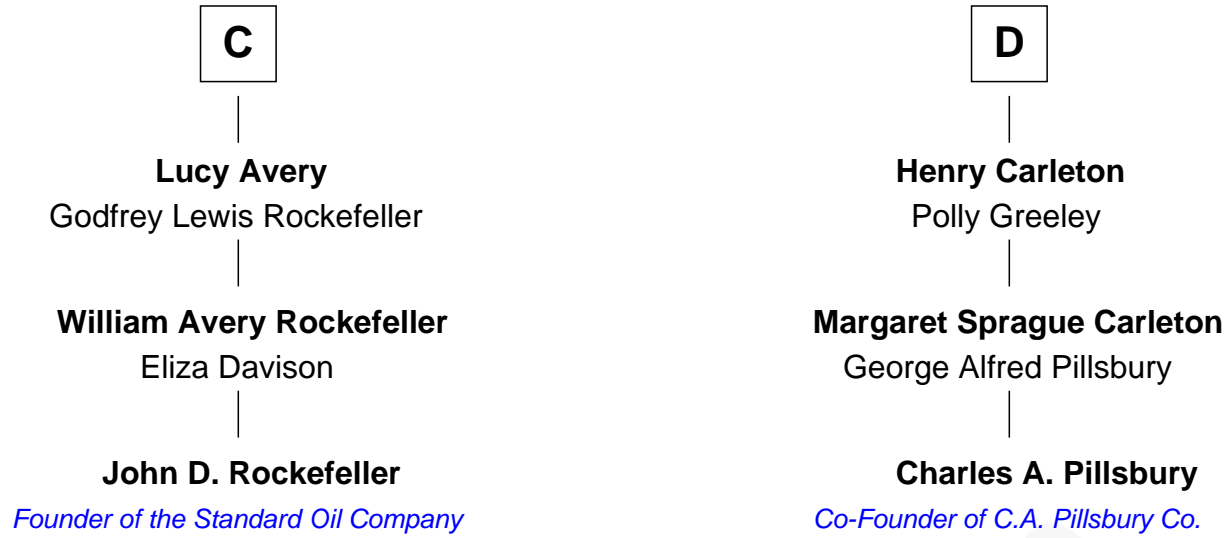 C
Lucy Avery
Godfrey Lewis Rockefeller
William Avery Rockefeller
Eliza Davison
John D. Rockefeller
Founder of the Standard Oil Company
D
Henry Carleton
Polly Greeley
Margaret Sprague Carleton
George Alfred Pillsbury
Charles A. Pillsbury
Co-Founder of C.A. Pillsbury Co.